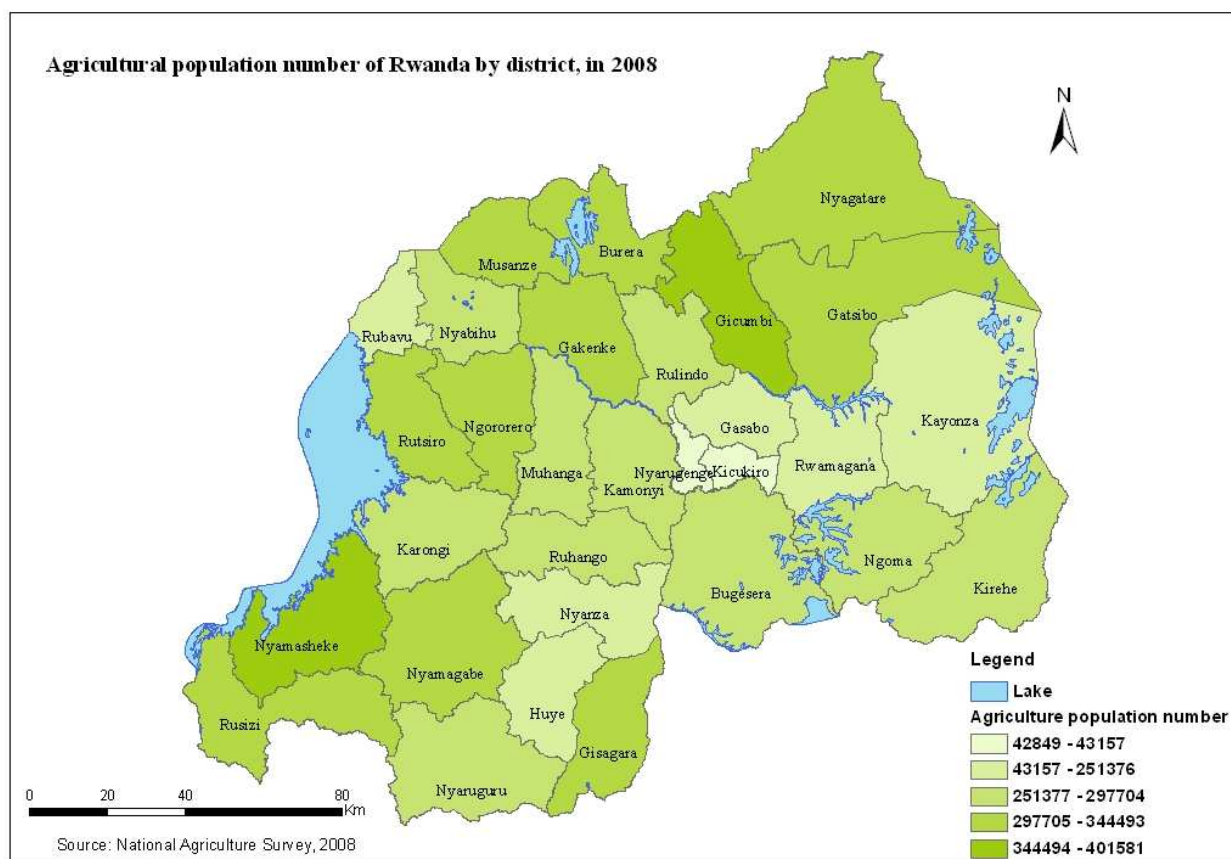 Agricultural population number of Rwanda by district, in 2008
N
Nyagatare
Burera
Musanze
Gicumbi
Gatsibo
Rubavu
Nyabihu
Gakenke
Rulindo
Kayonza
Gasabo
Rutsiro
Ngororero
Rwamagana
Muhanga
Nyarugenge
Kicukiro
Kamonyi
Karongi
Ruhango
Ngoma
Kirehe
Bugesera
Nyanza
Nyamasheke
Nyamagabe
Huye
Rusizi
Gisagara
Nyaruguru
Legend
Lake
Agriculture population number
42849 - 43157
43157 - 251376
251377 - 297704
297705 - 344493
344494 - 401581
0 20 40 80
Km
Source: National Agriculture Survey, 2008